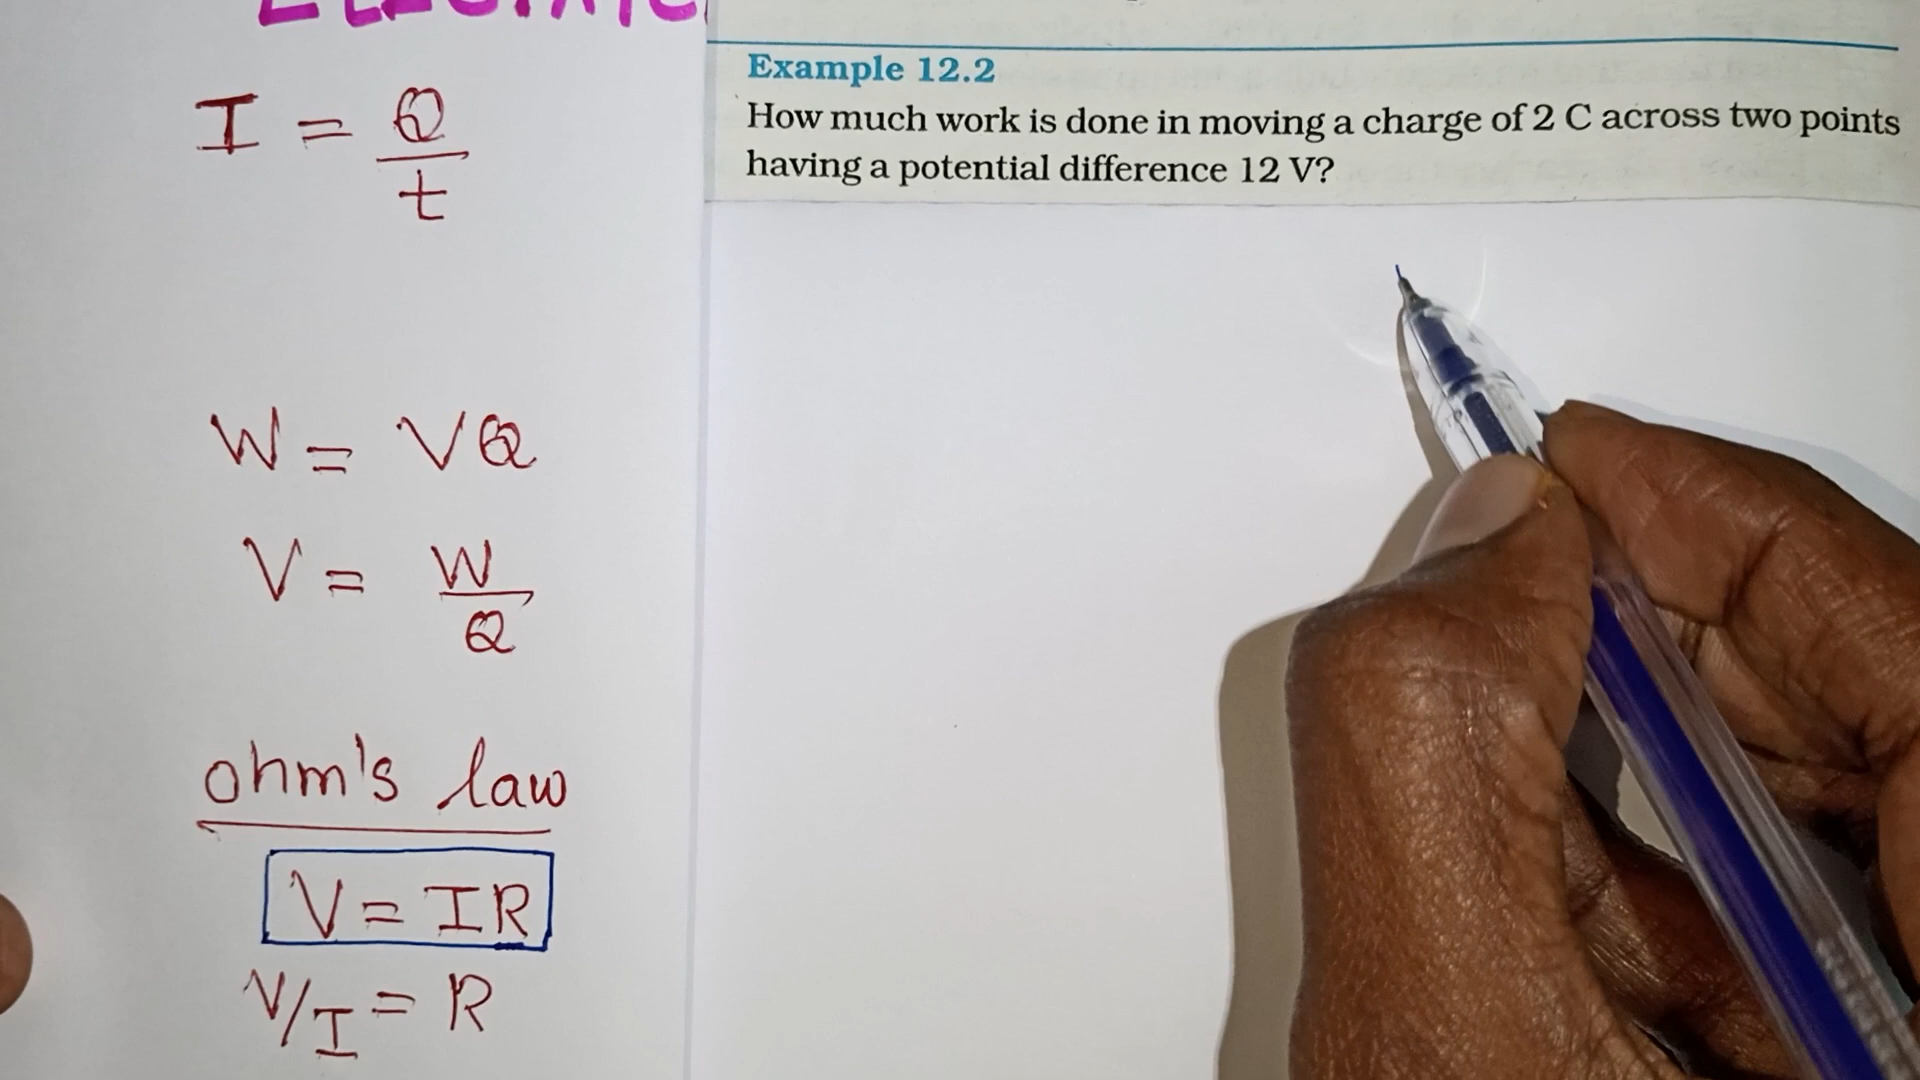 I = Q
t
W = VQ
V = W
Q
ohm's law
V = IR
V/I = R
Example 12.2
How much work is done in moving a charge of 2 C across two points
having a potential difference 12 V?